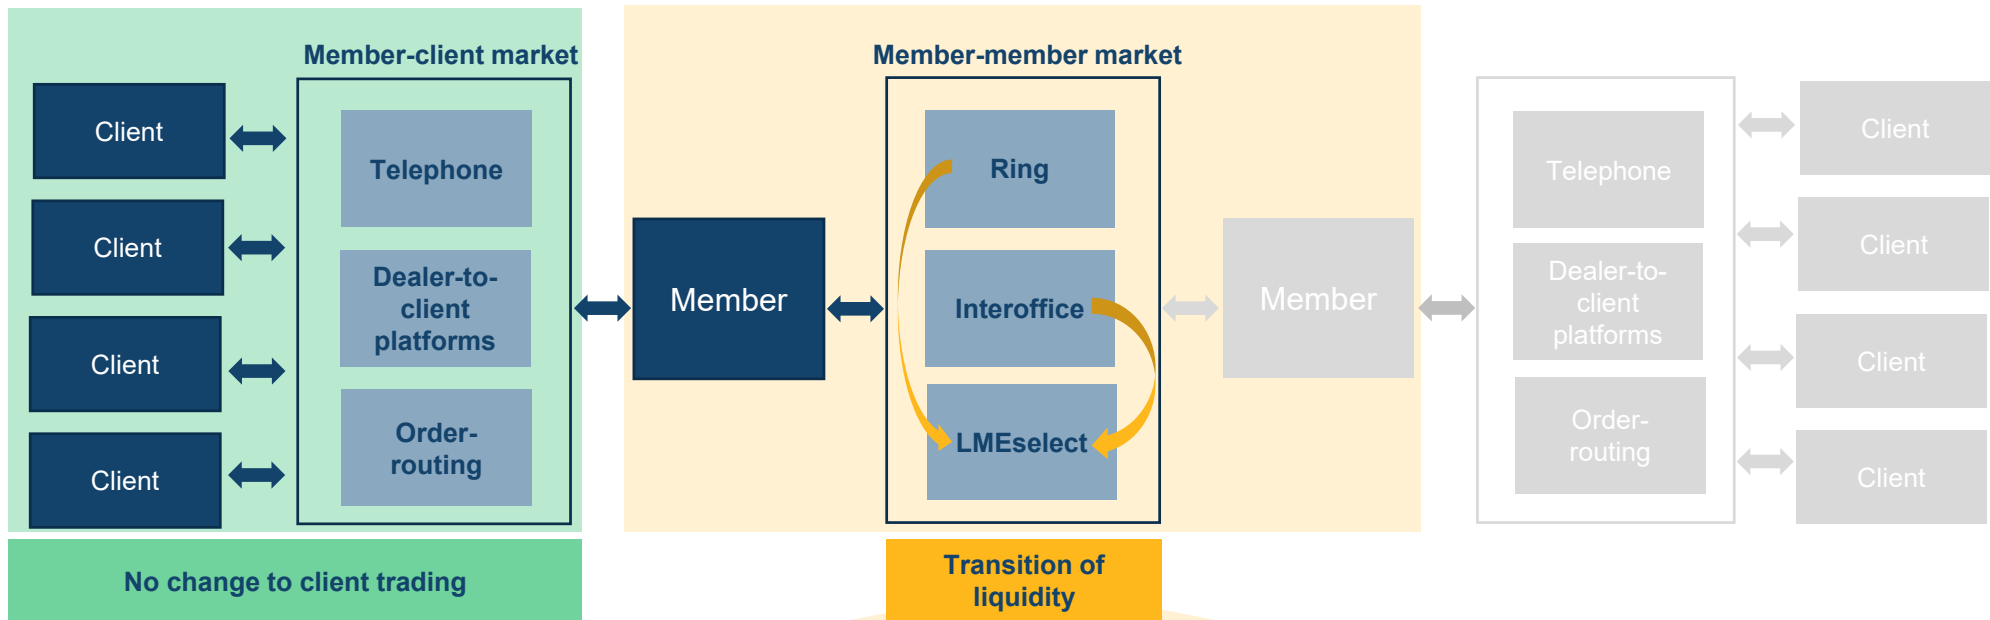 Member-client market
Client
Client
Client
Client
Telephone
Dealer-to-
client
platforms
Order-
routing
No change to client trading
Member
Member-member market
Ring
Interoffice
LMEselect
Transition of
liquidity
Member
Telephone
Dealer-to-
client
platforms
Order-
routing
Client
Client
Client
Client